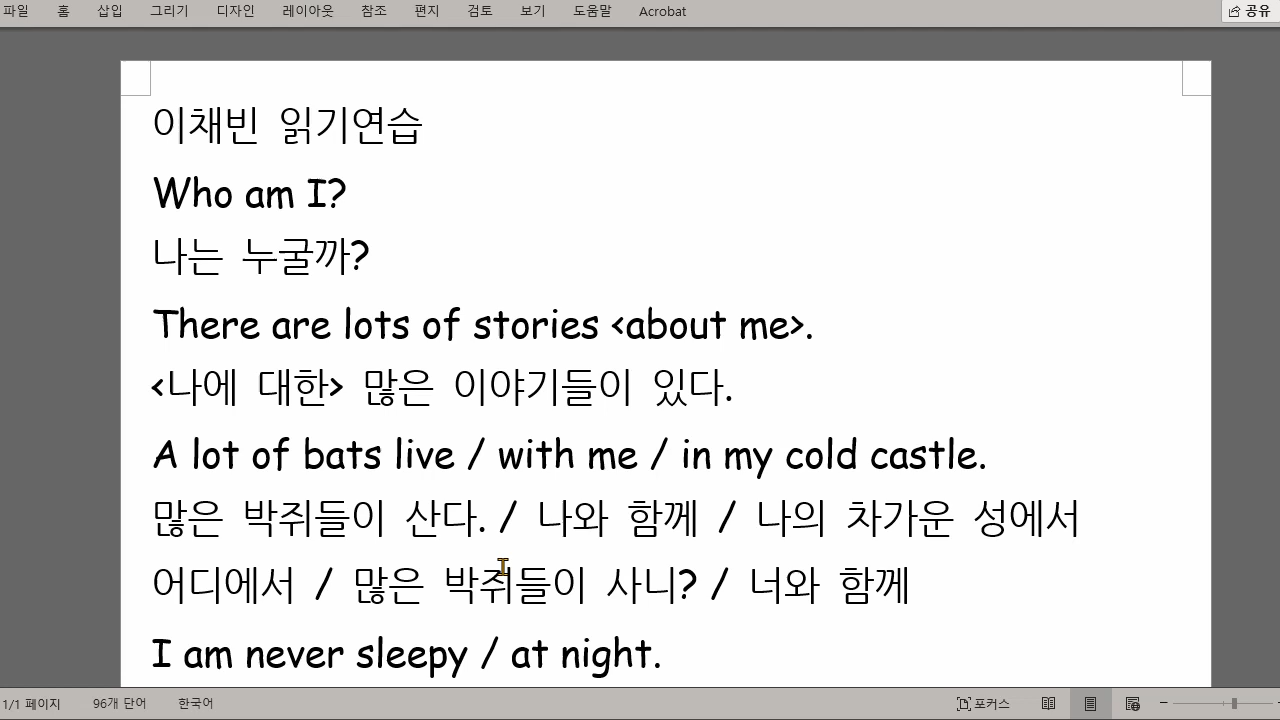 파일 홈 삽입 그리기 디자인 레이아웃 참조 편지 검토 보기 도움말 Acrobat 공유
이채빈 읽기연습
Who am I?
나는 누굴까?
There are lots of stories <about me>.
<나에 대한> 많은 이야기들이 있다.
A lot of bats live / with me / in my cold castle.
많은 박쥐들이 산다. / 나와 함께 / 나의 차가운 성에서
어디에서 / 많은 박쥐들이 사니? / 너와 함께
I am never sleepy / at night.
1/1 페이지 96개 단어 한국어 포커스